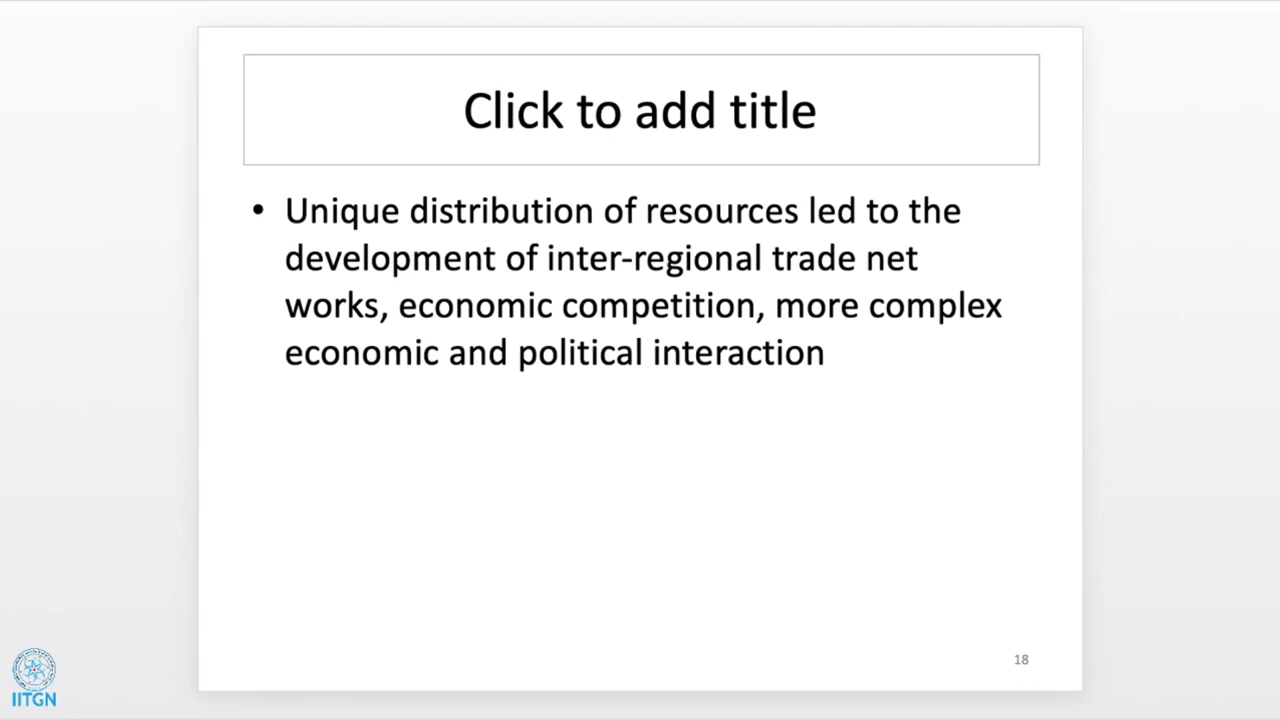 Click to add title
• Unique distribution of resources led to the
development of inter-regional trade net
works, economic competition, more complex
economic and political interaction
18
IITGN